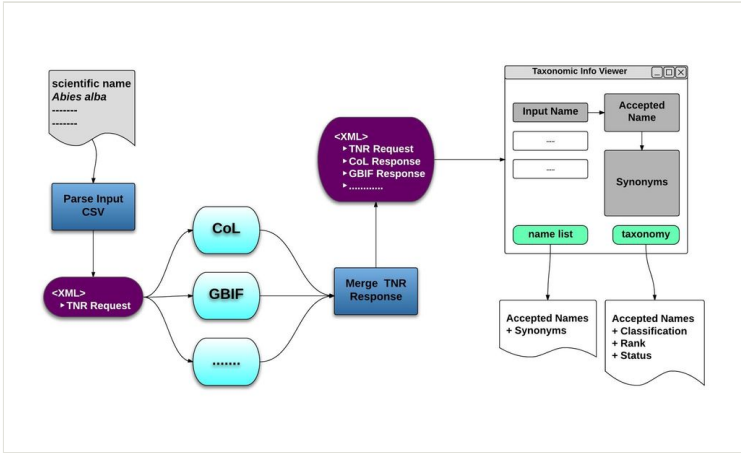 scientific name
Abies alba
-------
-------
Parse Input
CSV
<XML>
▸TNR Request
CoL
GBIF
.......
Merge TNR
Response
<XML>
▸TNR Request
▸CoL Response
▸GBIF Response
▸............
Taxonomic Info Viewer
Input Name
Accepted
Name
---
---
Synonyms
name list
taxonomy
Accepted Names
+ Synonyms
Accepted Names
+ Classification
+ Rank
+ Status